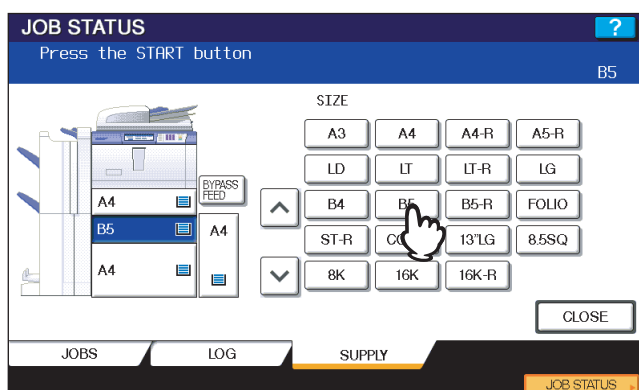 JOB STATUS
?
Press the START button
B5
SIZE
A3 A4 A4-R A5-R
LD LT LT-R LG
B4 B5 B5-R FOLIO
ST-R 13"LG 8.5SQ
8K 16K 16K-R
BYPASS
FEED
A4
B5 A4
A4
CLOSE
JOBS LOG SUPPLY
JOB STATUS